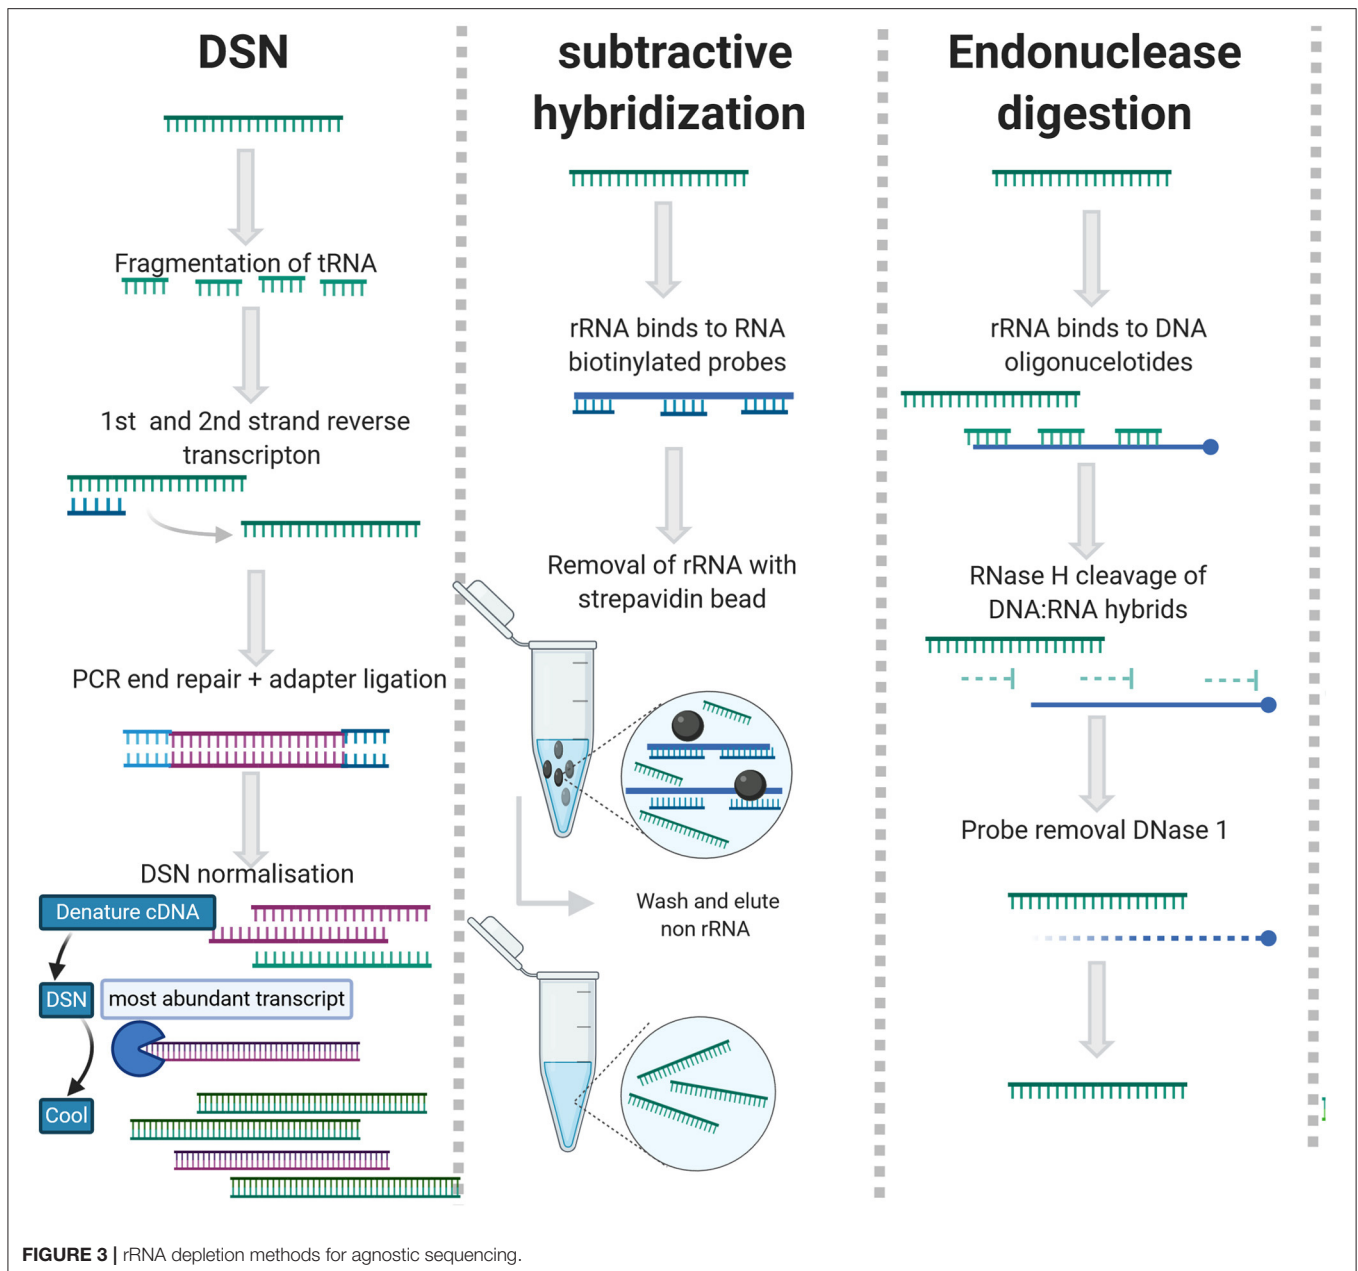 DSN
Fragmentation of tRNA
1st and 2nd strand reverse
transcripton
PCR end repair + adapter ligation
DSN normalisation
Denature cDNA
DSN
most abundant transcript
Cool
subtractive
hybridization
rRNA binds to RNA
biotinylated probes
Removal of rRNA with
strepavidin bead
Wash and elute
non rRNA
Endonuclease
digestion
rRNA binds to DNA
oligonucelotides
RNase H cleavage of
DNA:RNA hybrids
Probe removal DNase 1
FIGURE 3 | rRNA depletion methods for agnostic sequencing.